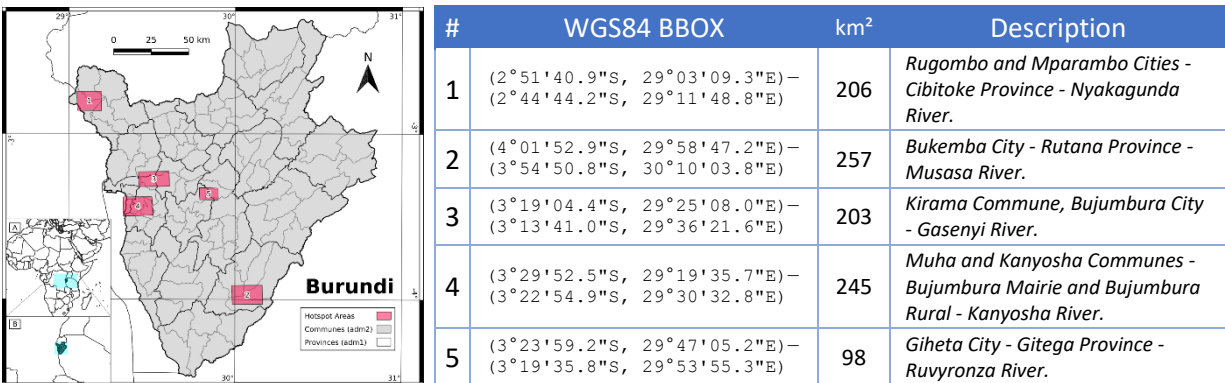 29°
30°
31°
0 25 50 km
N
1
-3°
-3°
3
5
4
A
2
Burundi
-4°
-4°
Hotspot Areas
Communes (adm2)
Provinces (adm1)
B
30°
31°
# WGS84 BBOX km² Description
1 (2°51'40.9"S, 29°03'09.3"E)—
(2°44'44.2"S, 29°11'48.8"E)
206
Rugombo and Mparambo Cities -
Cibitoke Province - Nyakagunda
River.
2 (4°01'52.9"S, 29°58'47.2"E)—
(3°54'50.8"S, 30°10'03.8"E)
257
Bukemba City - Rutana Province -
Musasa River.
3 (3°19'04.4"S, 29°25'08.0"E)—
(3°13'41.0"S, 29°36'21.6"E)
203
Kirama Commune, Bujumbura City
- Gasenyi River.
4 (3°29'52.5"S, 29°19'35.7"E)—
(3°22'54.9"S, 29°30'32.8"E)
245
Muha and Kanyosha Communes -
Bujumbura Mairie and Bujumbura
Rural - Kanyosha River.
5 (3°23'59.2"S, 29°47'05.2"E)—
(3°19'35.8"S, 29°53'55.3"E)
98
Giheta City - Gitega Province -
Ruvyronza River.